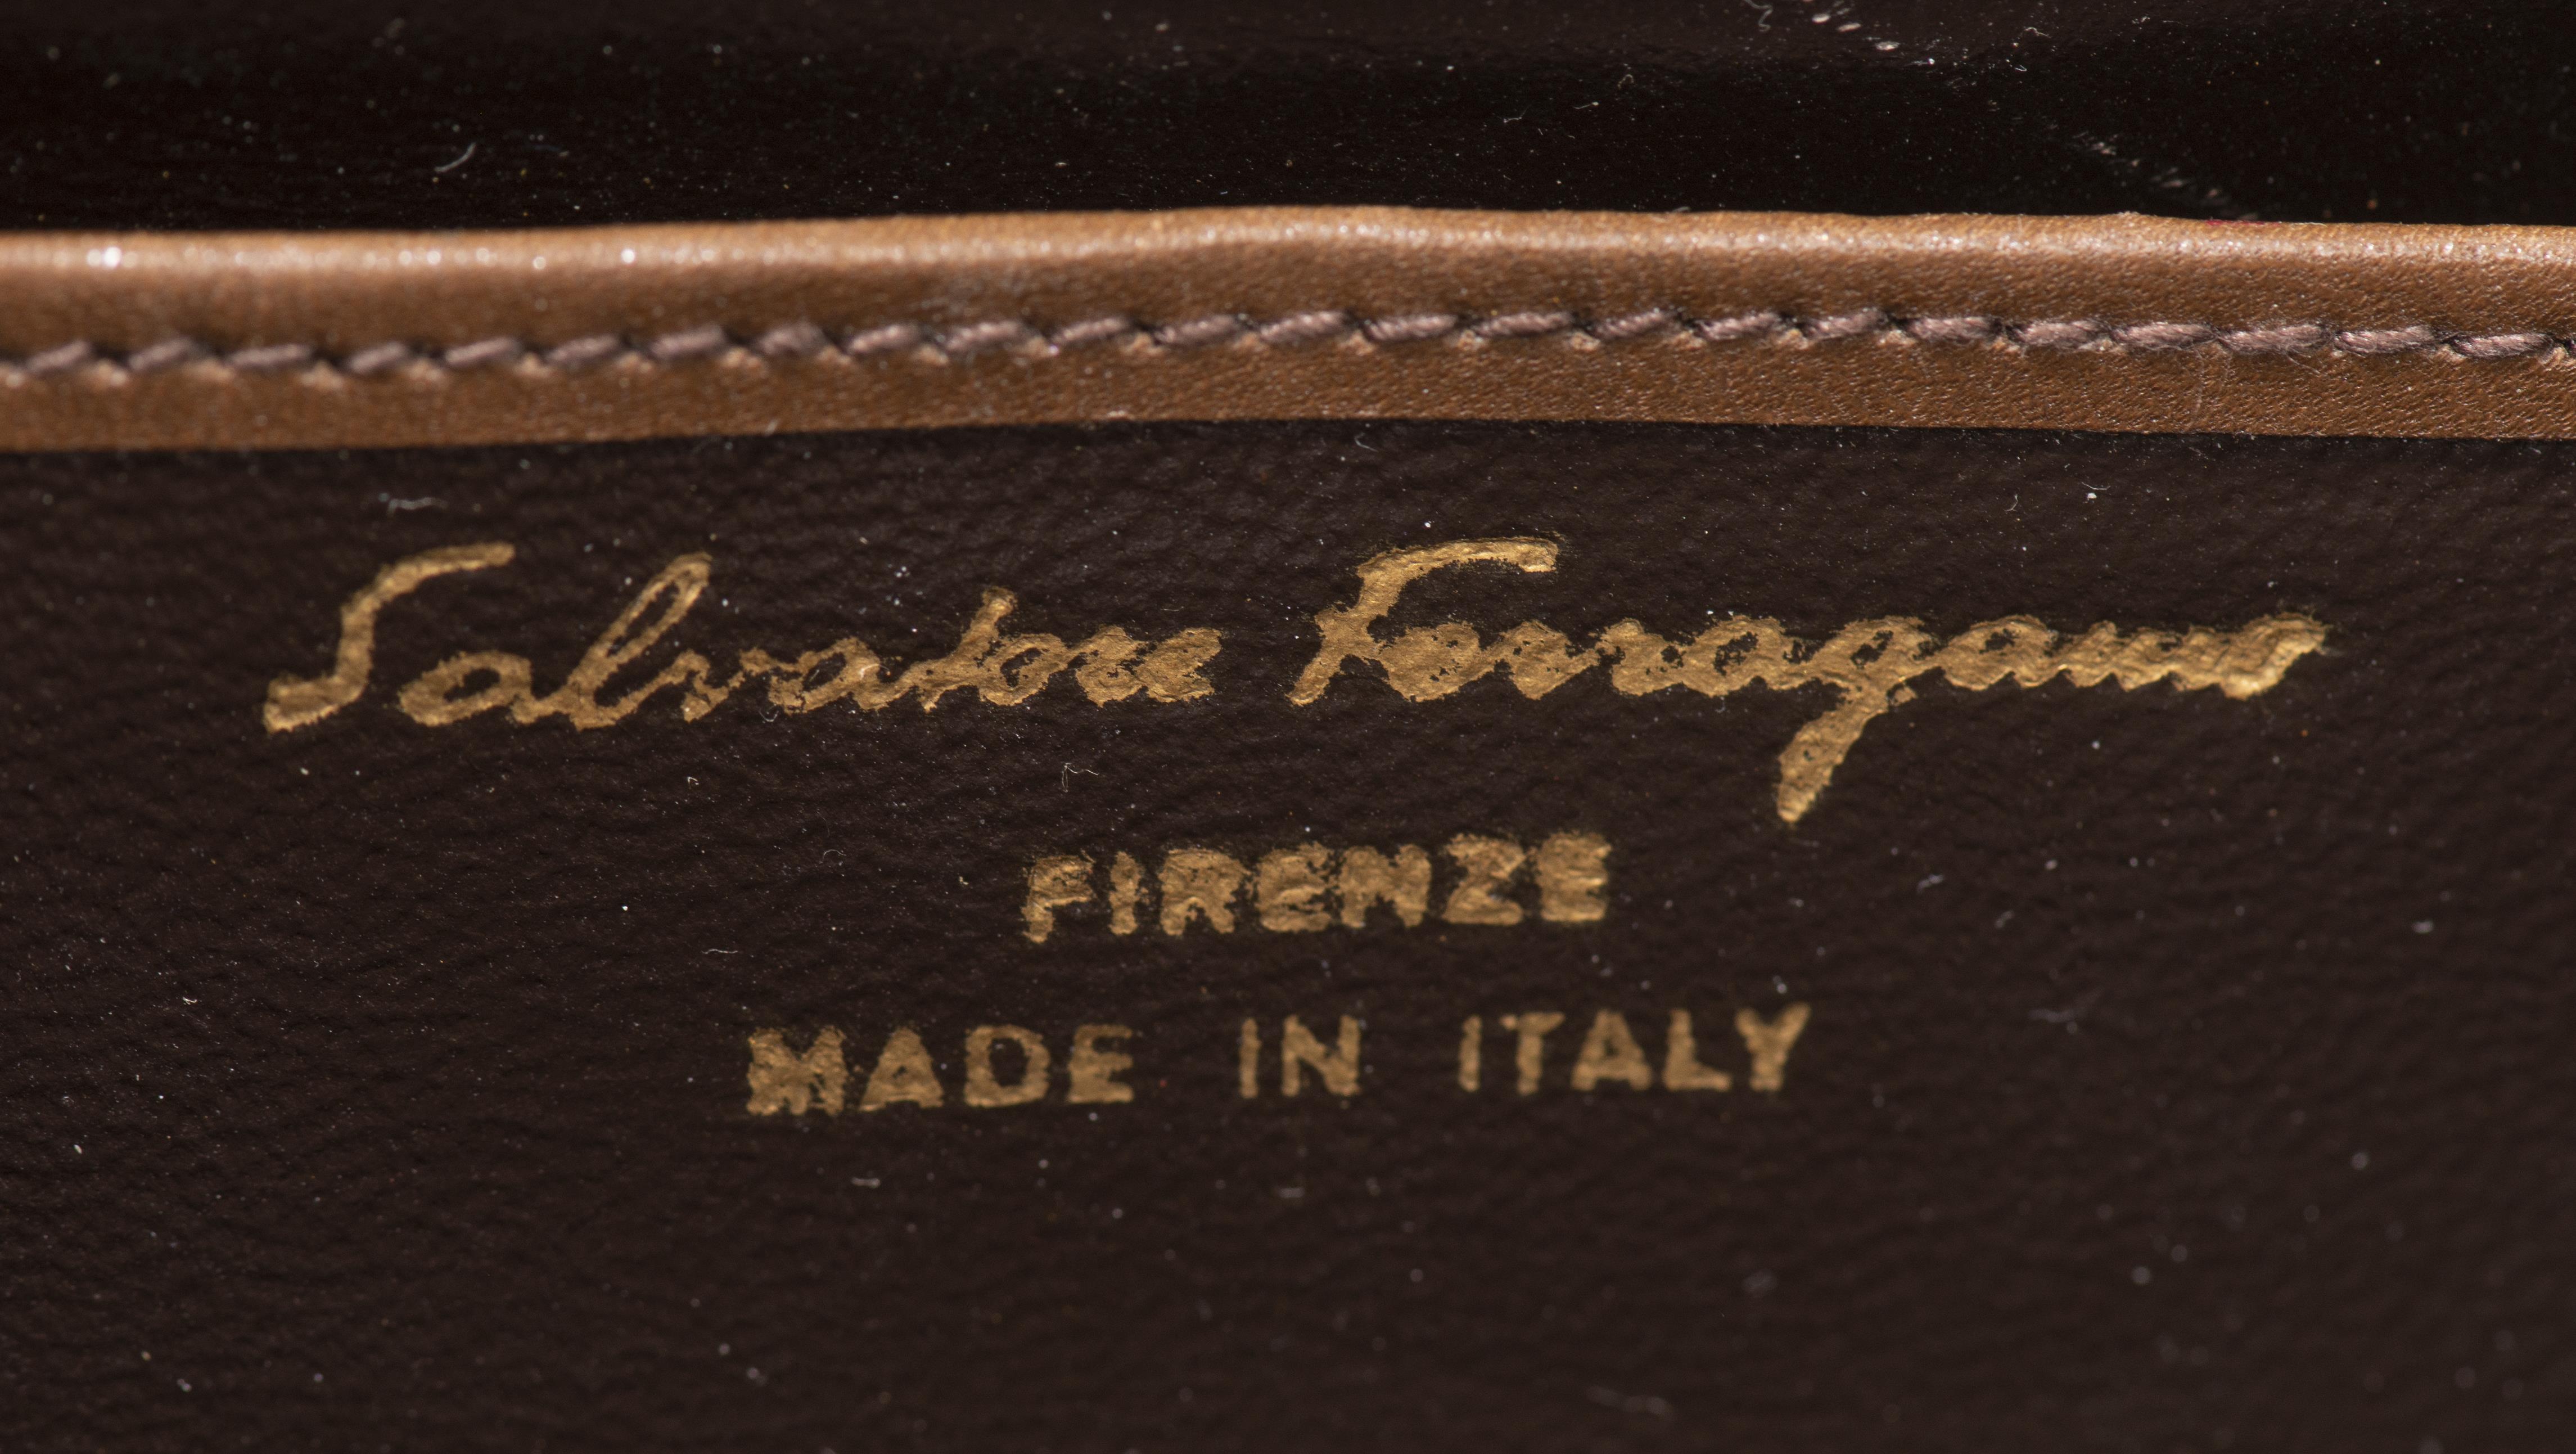 Salvatore Ferragamo
FIRENZE
MADE IN ITALY